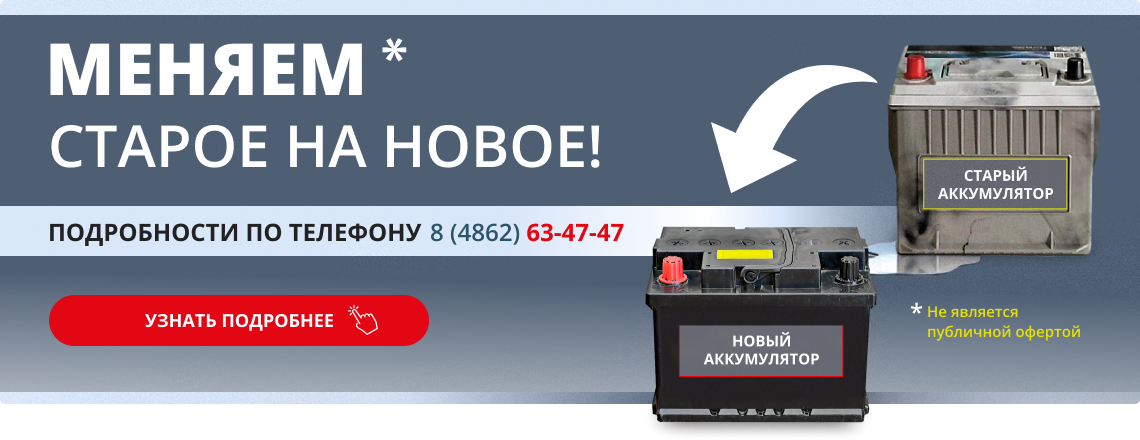 МЕНЯЕМ *
СТАРОЕ НА НОВОЕ!
СТАРЫЙ
АККУМУЛЯТОР
ПОДРОБНОСТИ ПО ТЕЛЕФОНУ 8 (4862) 63-47-47
УЗНАТЬ ПОДРОБНЕЕ
НОВЫЙ
АККУМУЛЯТОР
* Не является
публичной офертой